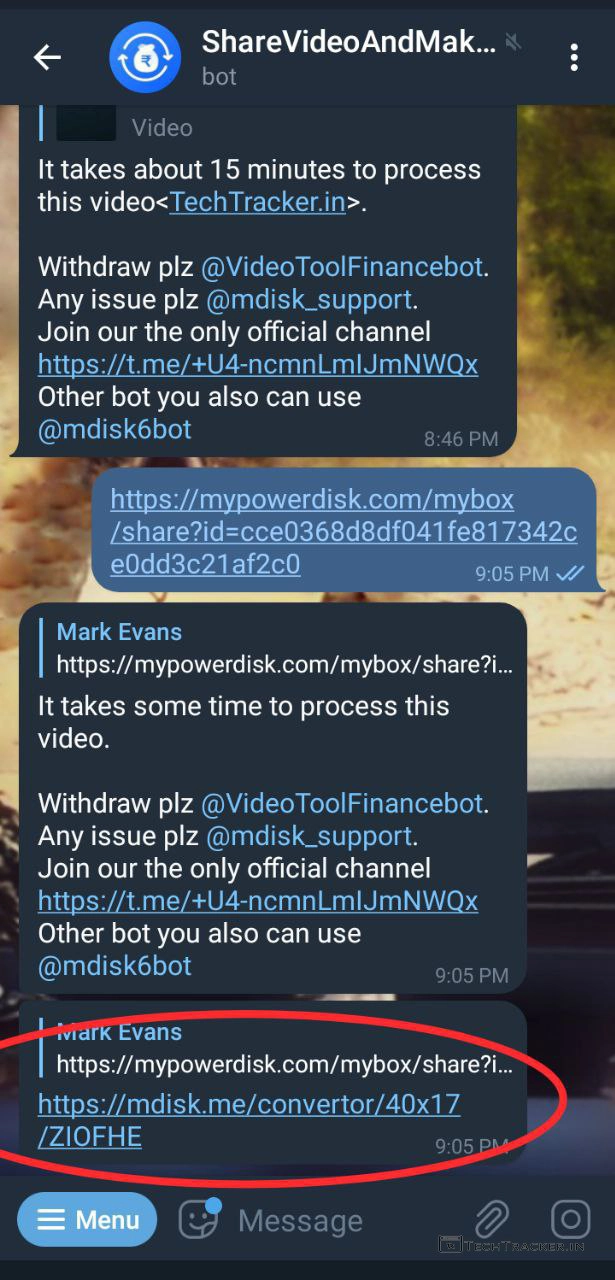 ShareVideoAndMak...
bot
Video
It takes about 15 minutes to process
this video<TechTracker.in>.
Withdraw plz @VideoToolFinancebot.
Any issue plz @mdisk_support.
Join our the only official channel
https://t.me/+U4-ncmnLmIJmNWQx
Other bot you also can use
@mdisk6bot
8:46 PM
https://mypowerdisk.com/mybox
/share?id=cce0368d8df041fe817342c
e0dd3c21af2c0
9:05 PM
Mark Evans
https://mypowerdisk.com/mybox/share?i...
It takes some time to process this
video.
Withdraw plz @VideoToolFinancebot.
Any issue plz @mdisk_support.
Join our the only official channel
https://t.me/+U4-ncmnLmIJmNWQx
Other bot you also can use
@mdisk6bot
9:05 PM
Mark Evans
https://mypowerdisk.com/mybox/share?i...
https://mdisk.me/convertor/40x17
/ZIOFHE
9:05 PM
Menu
Message
TechTracker.in